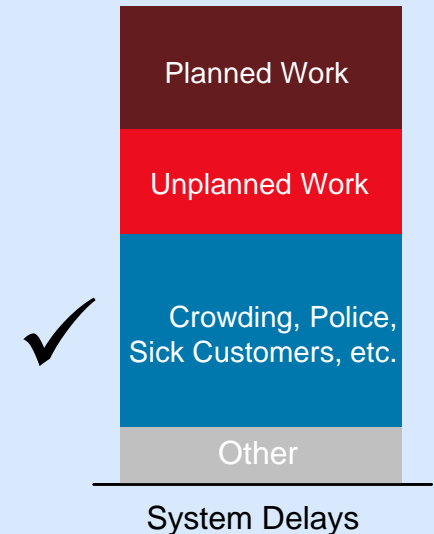 Planned Work
Unplanned Work
Crowding, Police,
Sick Customers, etc.
Other
System Delays